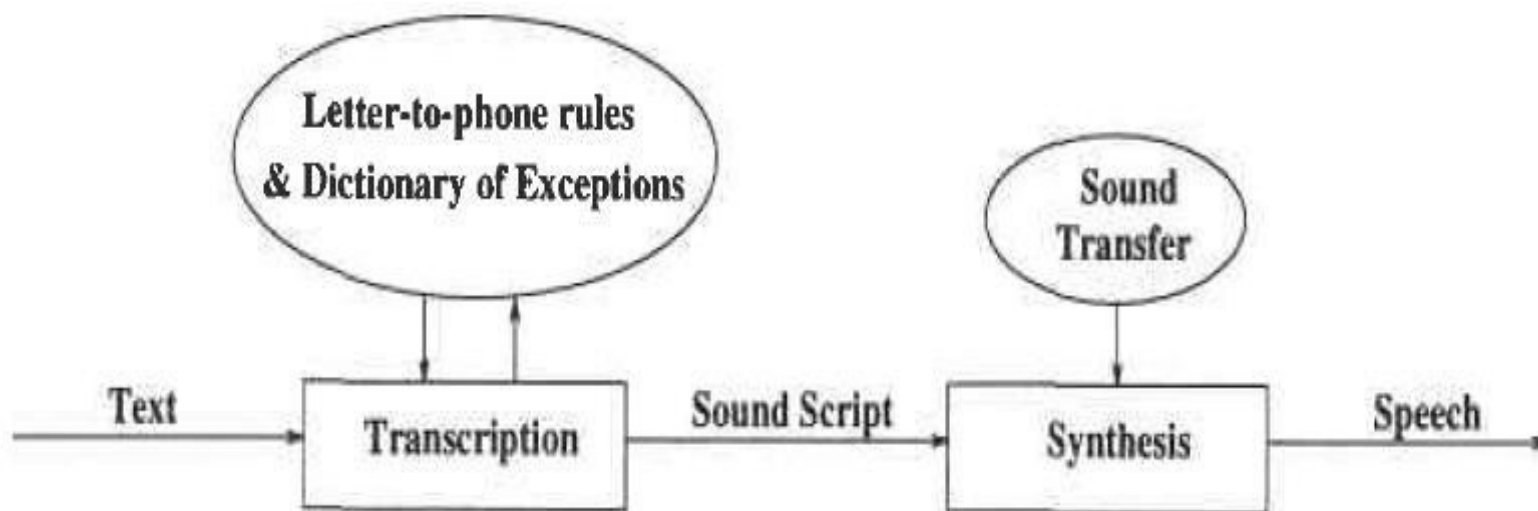 Letter-to-phone rules
& Dictionary of Exceptions
Sound
Transfer
Text
Transcription
Sound Script
Synthesis
Speech